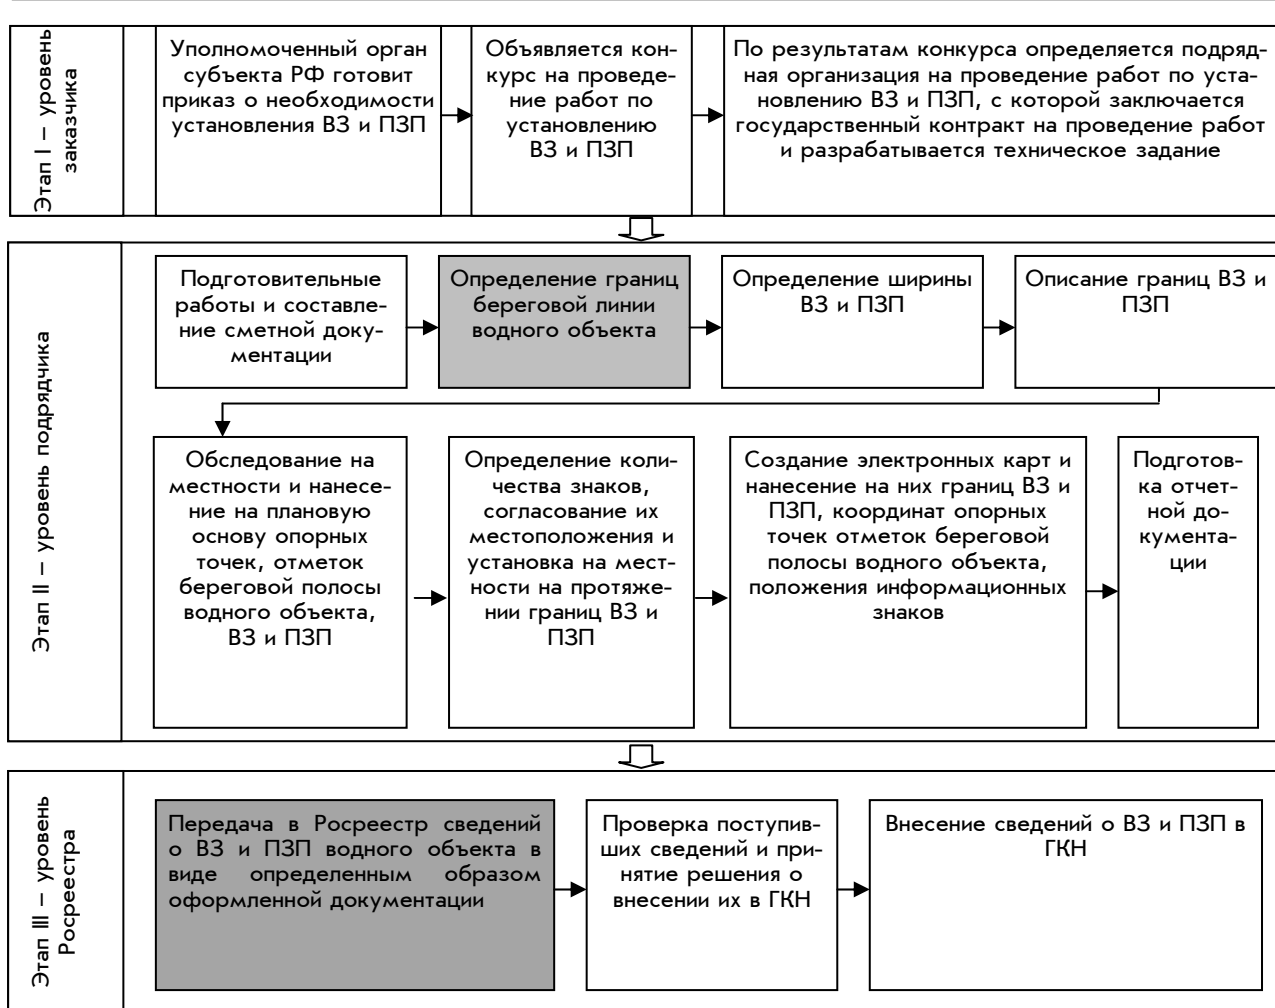 Этап I – уровень
заказчика
Уполномоченный орган
субъекта РФ готовит
приказ о необходимости
установления ВЗ и ПЗП
Объявляется кон-
курс на проведе-
ние работ по
установлению
ВЗ и ПЗП
По результатам конкурса определяется подряд-
ная организация на проведение работ по уста-
новлению ВЗ и ПЗП, с которой заключается
государственный контракт на проведение работ
и разрабатывается техническое задание
Этап II – уровень подрядчика
Подготовительные
работы и составле-
ние сметной доку-
ментации
Определение границ
береговой линии
водного объекта
Определение ширины
ВЗ и ПЗП
Описание границ ВЗ и
ПЗП
Обследование на
местности и нанесе-
ние на плановую
основу опорных
точек, отметок
береговой полосы
водного объекта,
ВЗ и ПЗП
Определение коли-
чества знаков,
согласование их
местоположения и
установка на мест-
ности на протяже-
нии границ ВЗ и
ПЗП
Создание электронных карт и
нанесение на них границ ВЗ и
ПЗП, координат опорных
точек отметок береговой
полосы водного объекта,
положения информационных
знаков
Подготов-
ка отчет-
ной до-
кумента-
ции
Этап III – уровень
Росреестра
Передача в Росреестр сведений
о ВЗ и ПЗП водного объекта в
виде определенным образом
оформленной документации
Проверка поступив-
ших сведений и при-
нятие решения о
внесении их в ГКН
Внесение сведений о ВЗ и ПЗП в
ГКН